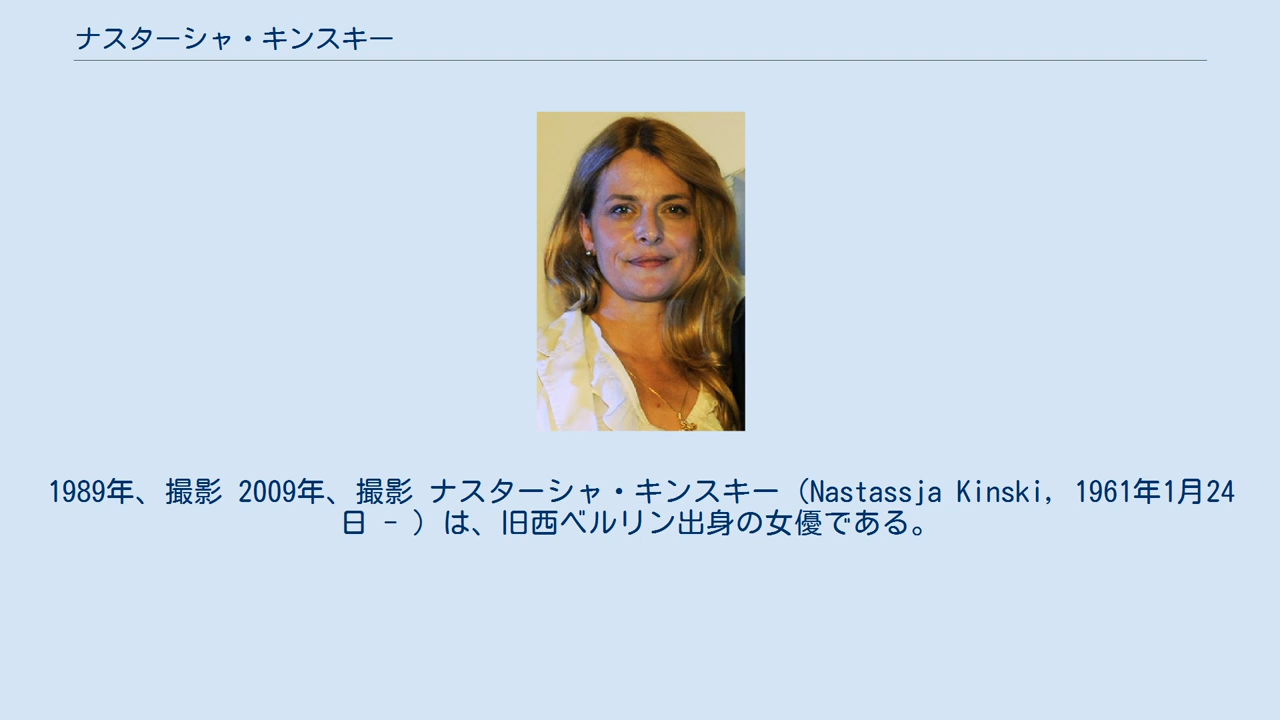 ナスターシャ・キンスキー
1989年、撮影 2009年、撮影 ナスターシャ・キンスキー（Nastassja Kinski, 1961年1月24
日 - ）は、旧西ベルリン出身の女優である。